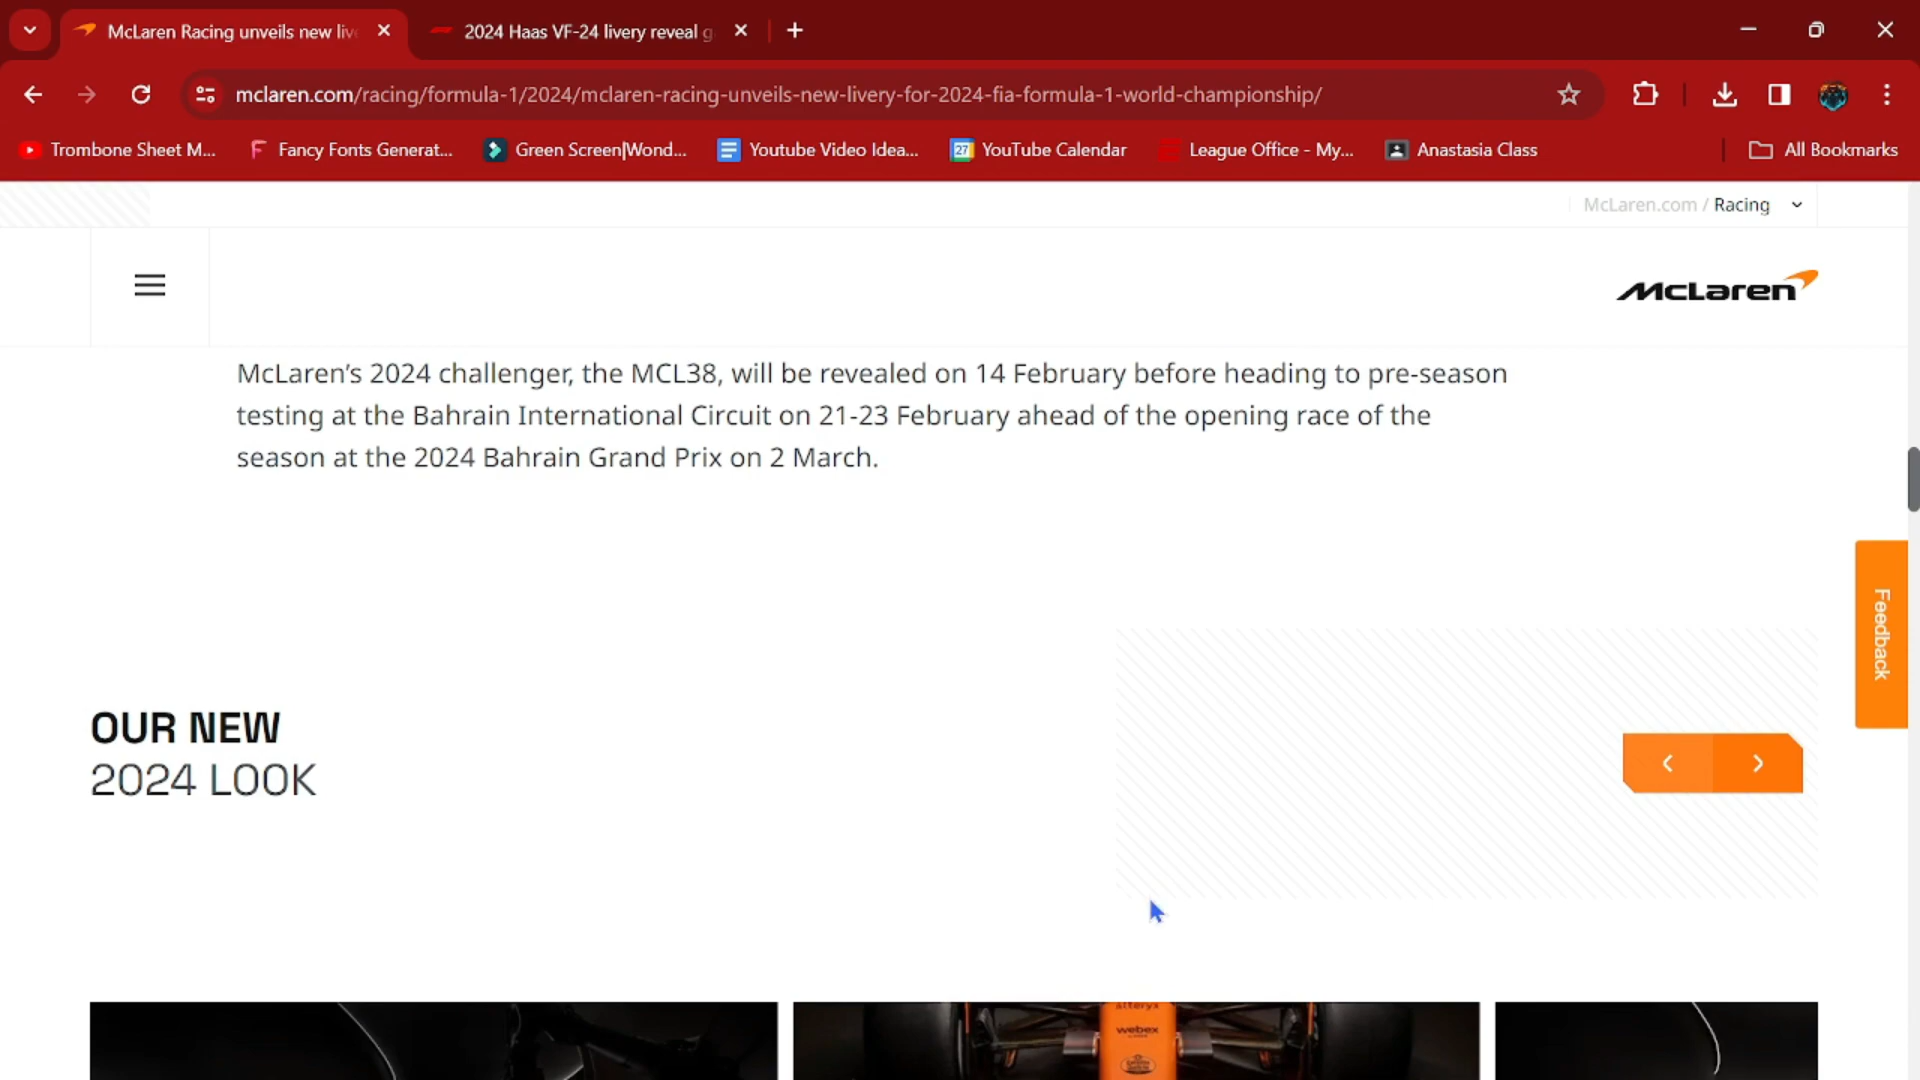 McLaren Racing unveils new liv
2024 Haas VF-24 livery reveal g
mclaren.com/racing/formula-1/2024/mclaren-racing-unveils-new-livery-for-2024-fia-formula-1-world-championship/
Trombone Sheet M...
Fancy Fonts Generat...
Green Screen|Wond...
Youtube Video Idea...
27
YouTube Calendar
League Office - My...
Anastasia Class
All Bookmarks
McLaren.com / Racing
McLaren
McLaren's 2024 challenger, the MCL38, will be revealed on 14 February before heading to pre-season
testing at the Bahrain International Circuit on 21-23 February ahead of the opening race of the
season at the 2024 Bahrain Grand Prix on 2 March.
Feedback
OUR NEW
2024 LOOK
alteryx
webex